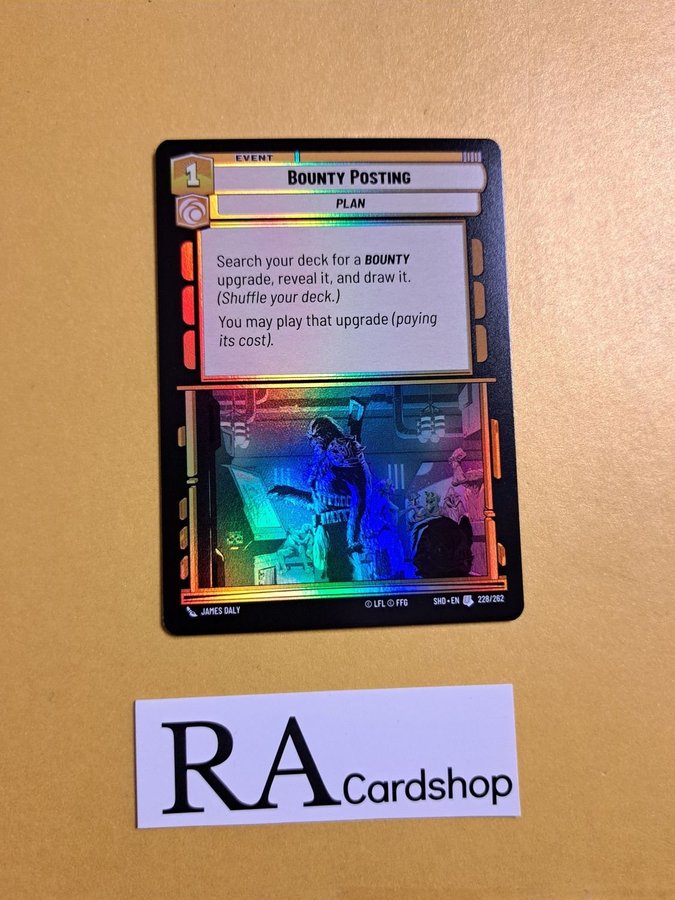 EVENT
1
BOUNTY POSTING
PLAN
Search your deck for a BOUNTY
upgrade, reveal it, and draw it.
(Shuffle your deck.)
You may play that upgrade (paying
its cost).
JAMES DALY
© LFL © FFG
SHD • EN
228/262
RA Cardshop